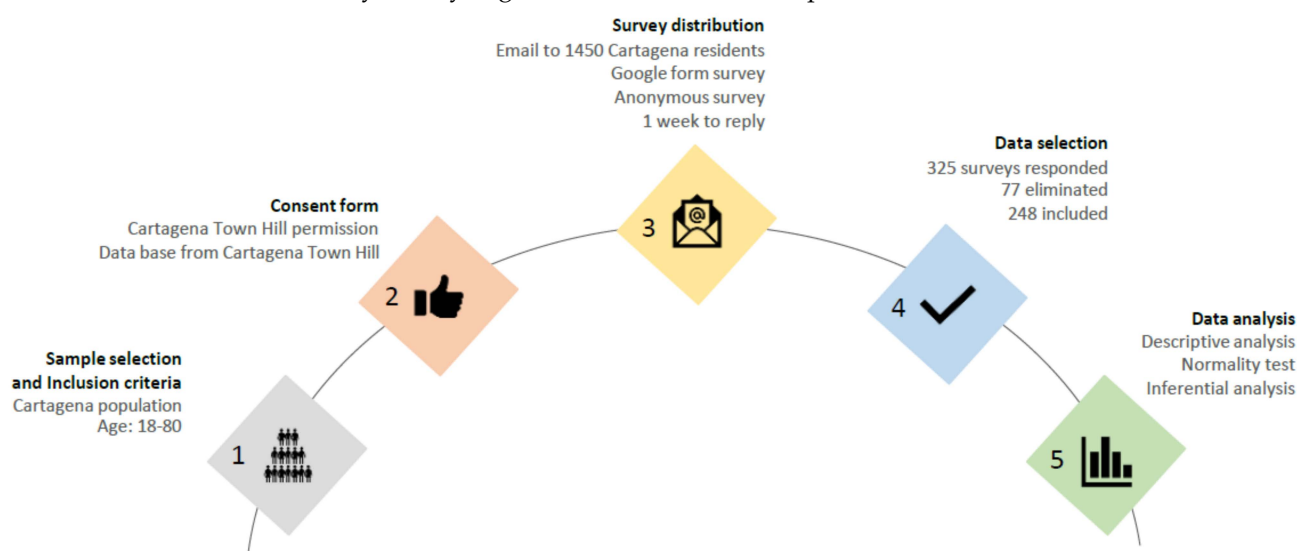 Survey distribution
Email to 1450 Cartagena residents
Google form survey
Anonymous survey
1 week to reply
3
@
Data selection
325 surveys responded
77 eliminated
248 included
4
Consent form
Cartagena Town Hill permission
Data base from Cartagena Town Hill
2
Data analysis
Descriptive analysis
Normality test
Inferential analysis
5
Sample selection
and Inclusion criteria
Cartagena population
Age: 18-80
1